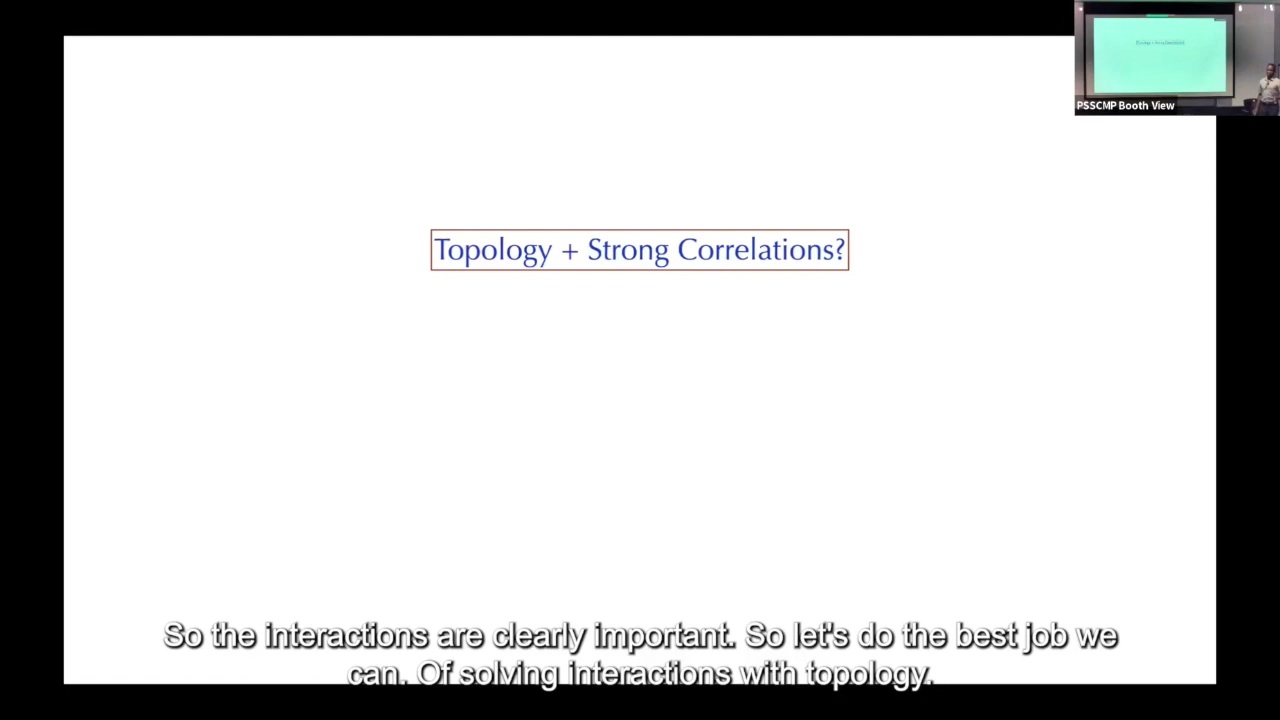 PSSCMP Booth View
Topology + Strong Correlations?
So the interactions are clearly important. So let's do the best job we
can. Of solving interactions with topology.